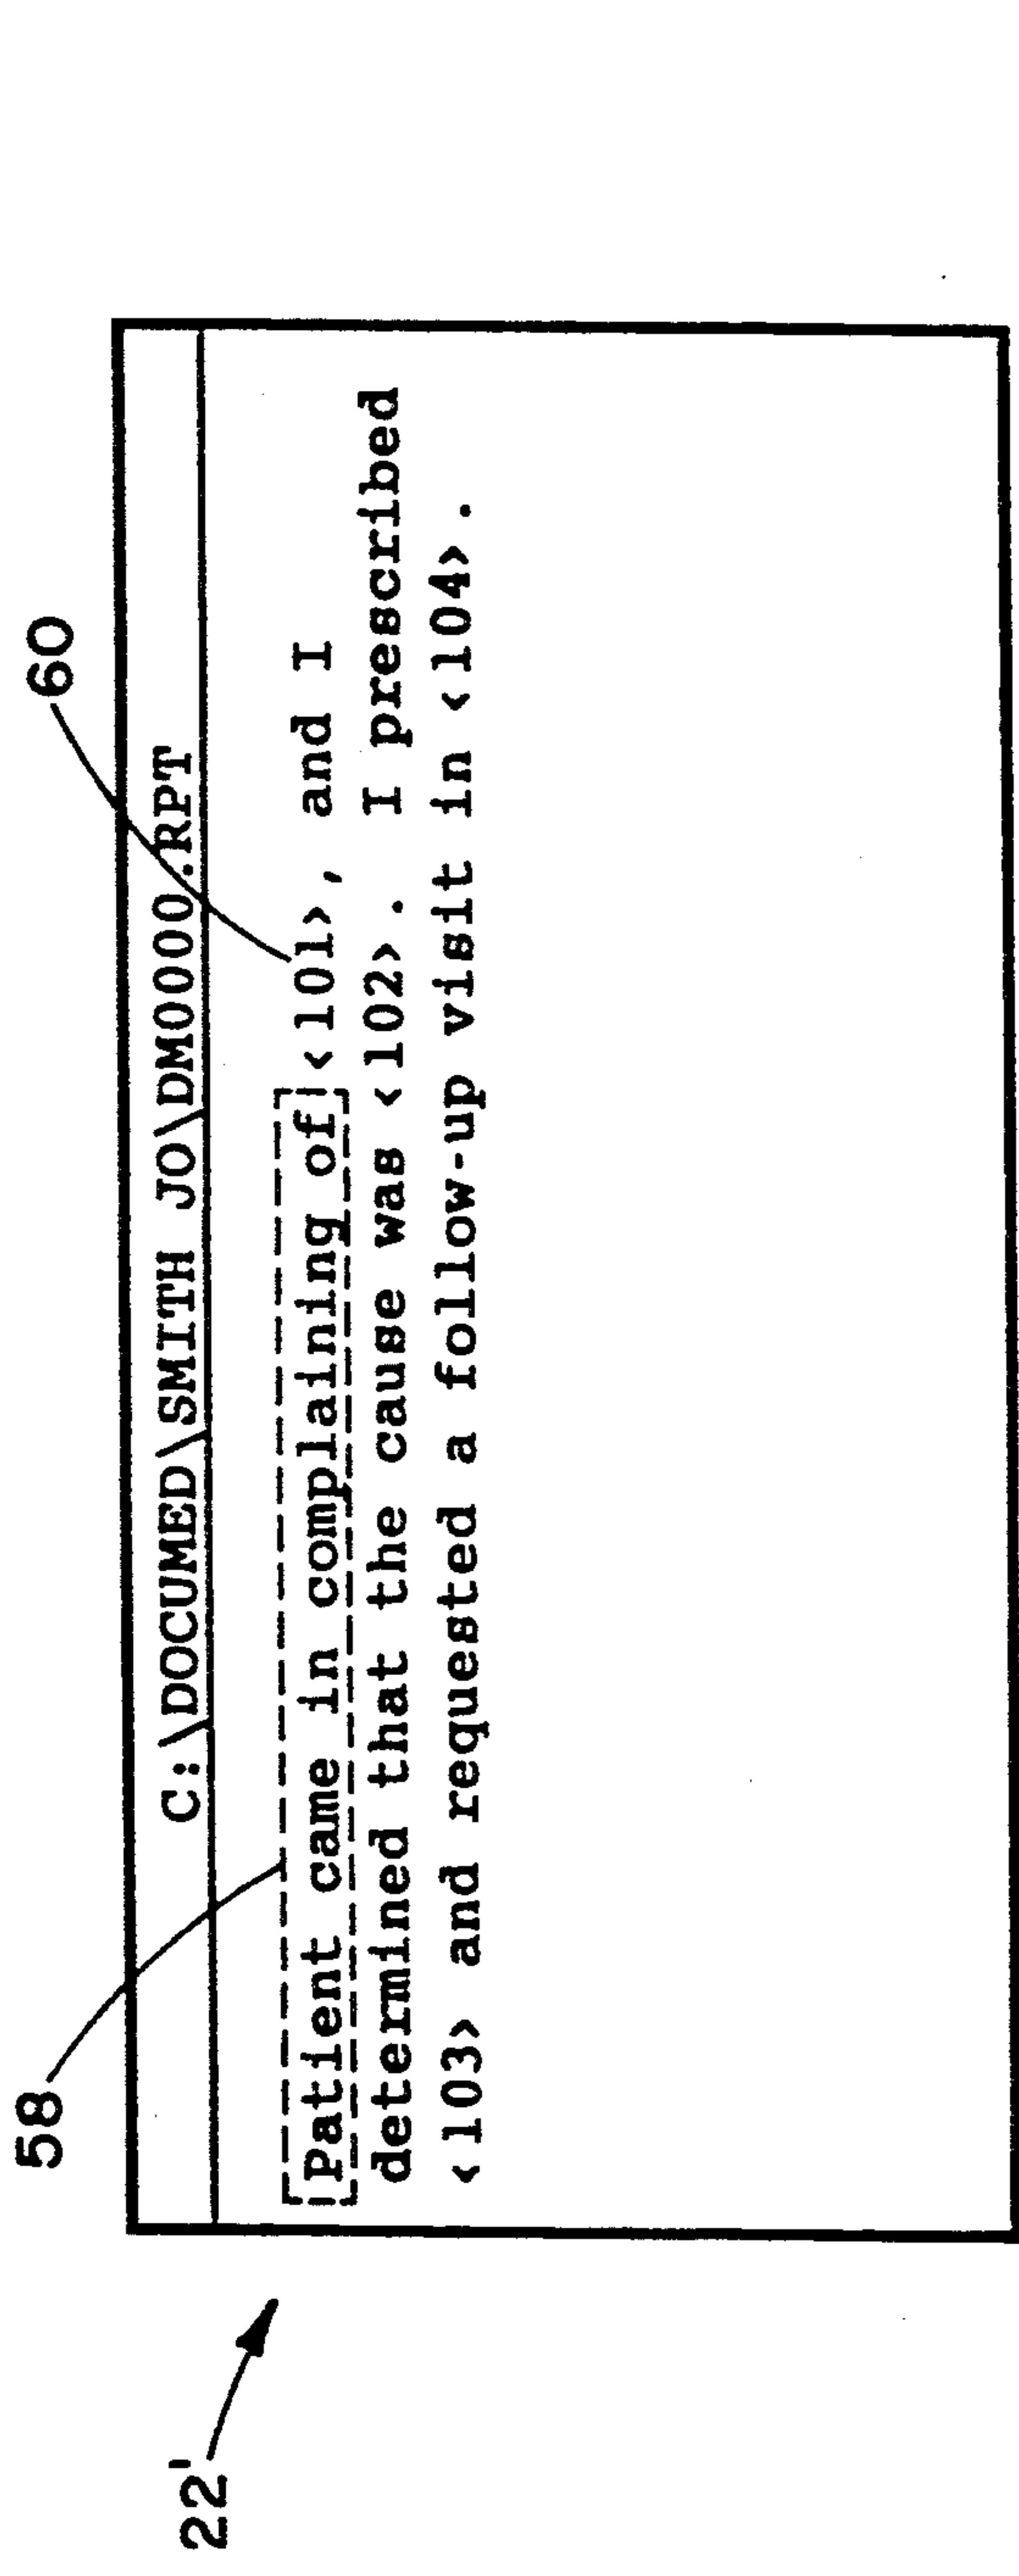 60
58
22'
C:\DOCUMED\SMITH JO\DM0000.RPT
Patient came in complaining of <101>, and I
determined that the cause was <102>. I prescribed
<103> and requested a follow-up visit in <104>.